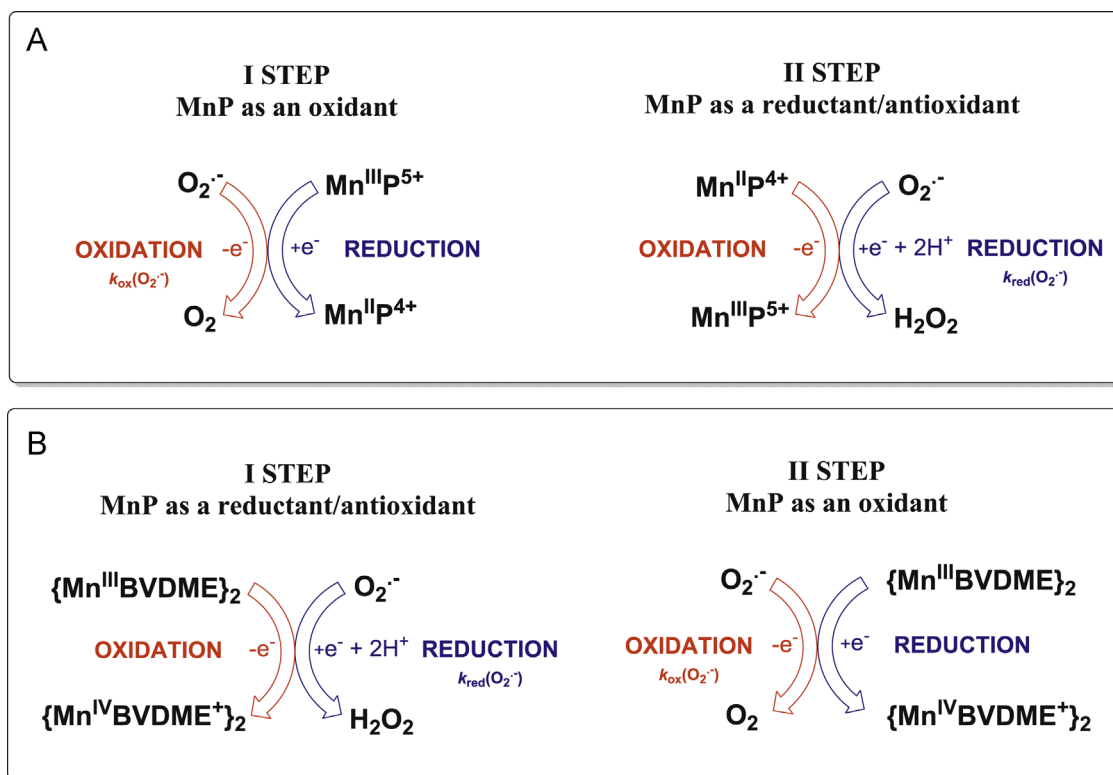 A
I STEP
MnP as an oxidant
II STEP
MnP as a reductant/antioxidant
O₂·⁻
MnᴵᴵᴵP⁵⁺
OXIDATION -e⁻
+e⁻ REDUCTION
kox(O₂·⁻)
O₂
MnᴵᴵP⁴⁺
MnᴵᴵP⁴⁺
O₂·⁻
OXIDATION -e⁻
+e⁻ + 2H⁺ REDUCTION
kred(O₂·⁻)
MnᴵᴵᴵP⁵⁺
H₂O₂
B
I STEP
MnP as a reductant/antioxidant
II STEP
MnP as an oxidant
{MnᴵᴵᴵBVDME}₂
O₂·⁻
OXIDATION -e⁻
+e⁻ + 2H⁺ REDUCTION
kred(O₂·⁻)
{MnᴵⱽBVDME⁺}₂
H₂O₂
O₂·⁻
{MnᴵᴵᴵBVDME}₂
OXIDATION -e⁻
+e⁻ REDUCTION
kox(O₂·⁻)
O₂
{MnᴵⱽBVDME⁺}₂